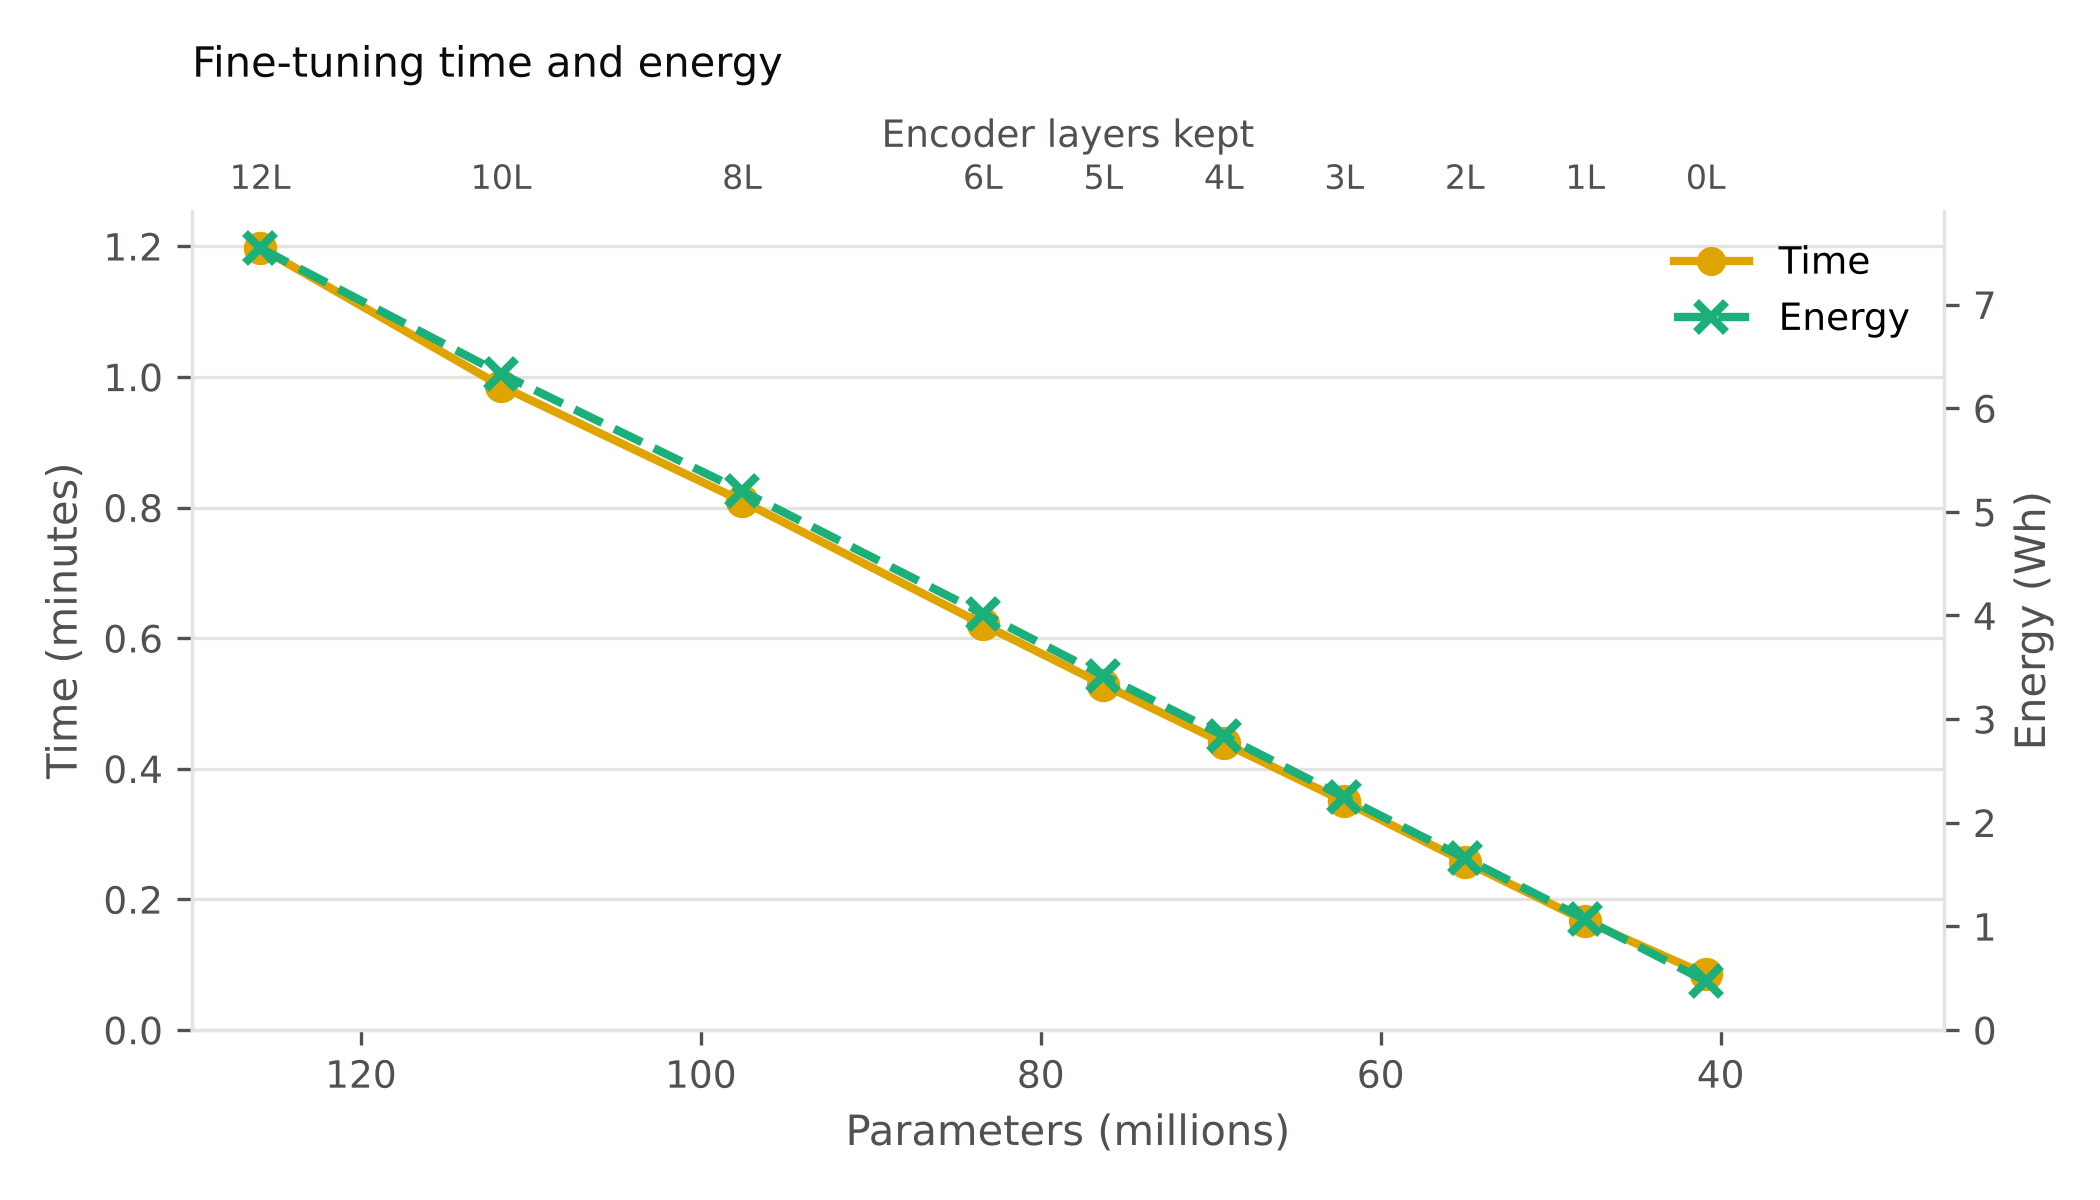 Fine-tuning time and energy
Encoder layers kept
12L 10L 8L 6L 5L 4L 3L 2L 1L 0L
1.2
1.0
0.8
0.6
0.4
0.2
0.0
Time (minutes)
Time
Energy
7
6
5
4
3
2
1
0
Energy (Wh)
120 100 80 60 40
Parameters (millions)